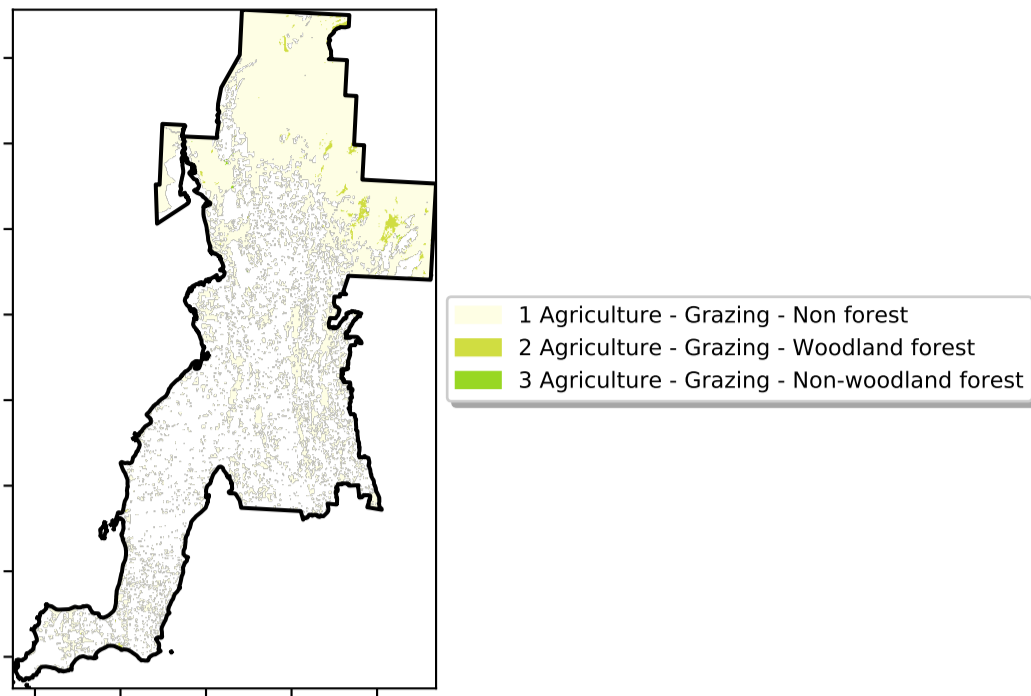 1 Agriculture - Grazing - Non forest
2 Agriculture - Grazing - Woodland forest
3 Agriculture - Grazing - Non-woodland forest